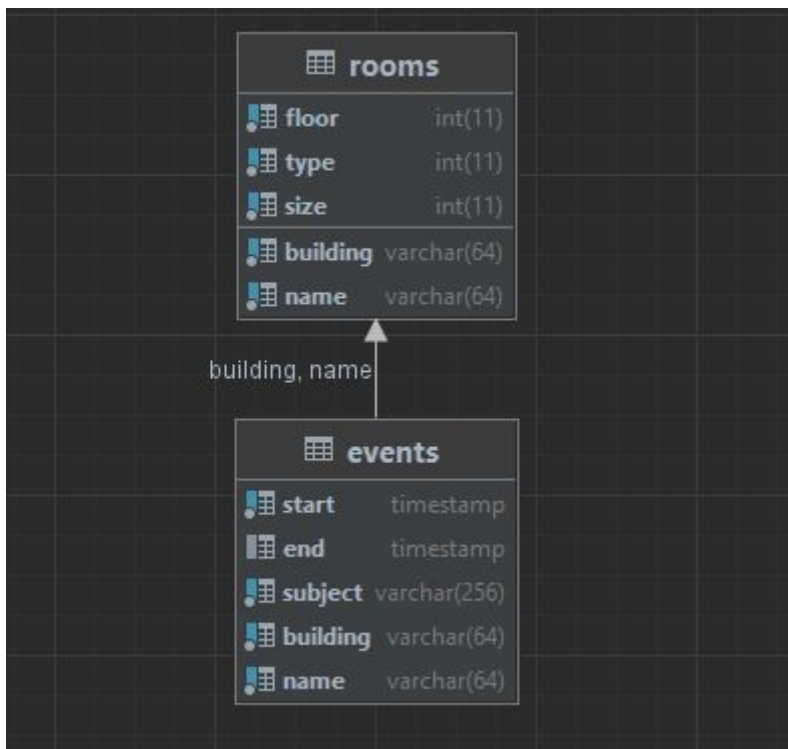 rooms
floor int(11)
type int(11)
size int(11)
building varchar(64)
name varchar(64)
building, name
events
start timestamp
end timestamp
subject varchar(256)
building varchar(64)
name varchar(64)